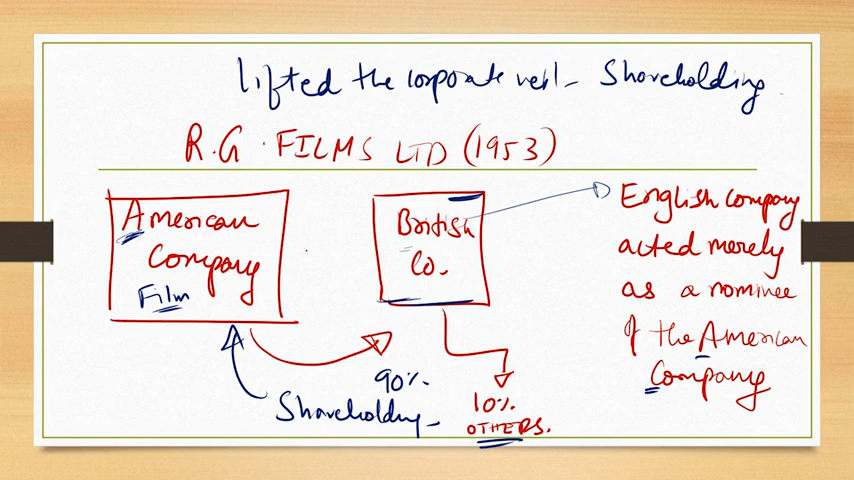 lifted the corporate veil - Shareholding
R.G. FILMS LTD (1953)
American
Company
Film
British
Co.
90%.
Shareholding
10%.
OTHERS.
English company
acted merely
as a nominee
of the American
Company